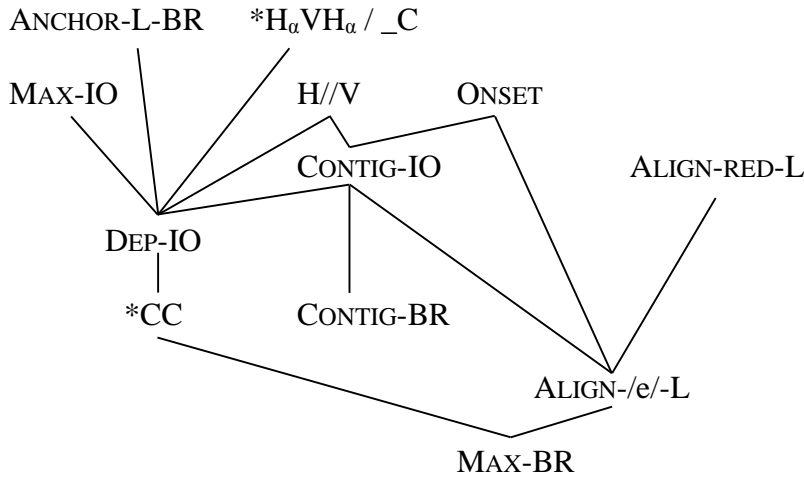 ANCHOR-L-BR *HαVHα / _C
MAX-IO H//V ONSET
CONTIG-IO ALIGN-RED-L
DEP-IO
*CC CONTIG-BR
ALIGN-/e/-L
MAX-BR